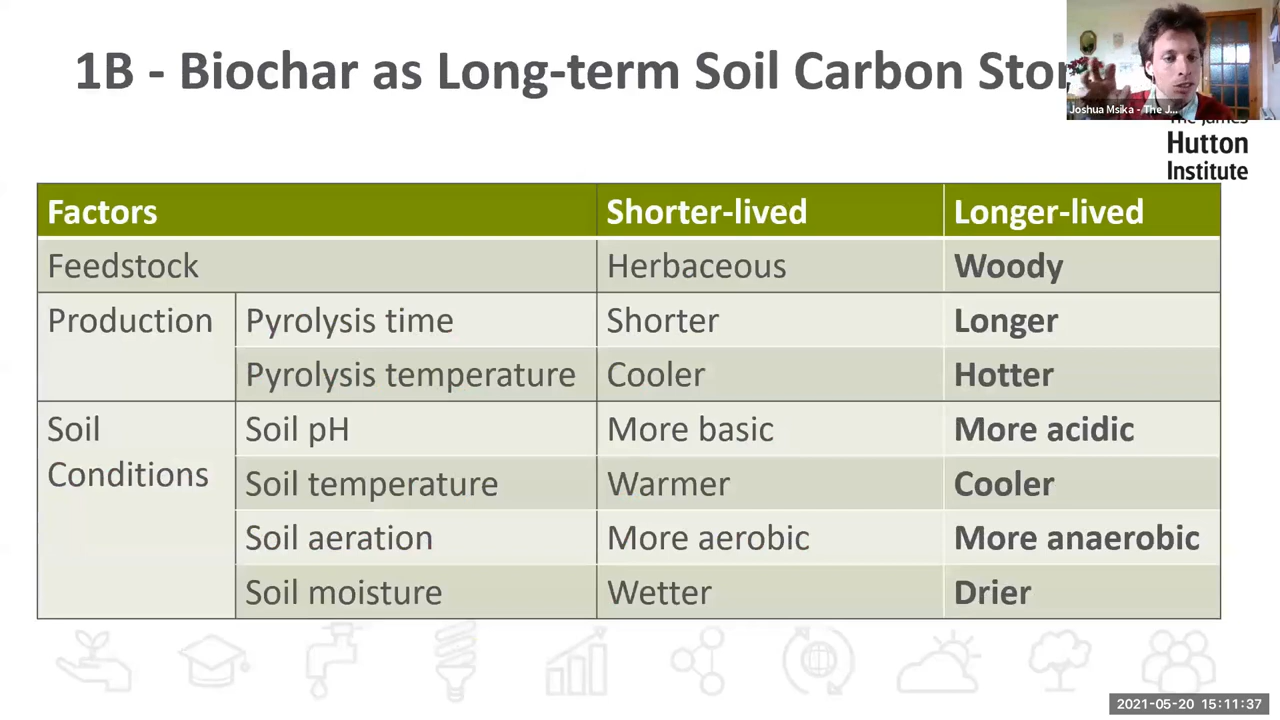 1B - Biochar as Long-term Soil Carbon
Joshua Msika - The J...
The James
Hutton
Institute
Factors Shorter-lived Longer-lived
Feedstock Herbaceous Woody
Production Pyrolysis time Shorter Longer
Pyrolysis temperature Cooler Hotter
Soil Conditions Soil pH More basic More acidic
Soil temperature Warmer Cooler
Soil aeration More aerobic More anaerobic
Soil moisture Wetter Drier
2021-05-20 15:11:37